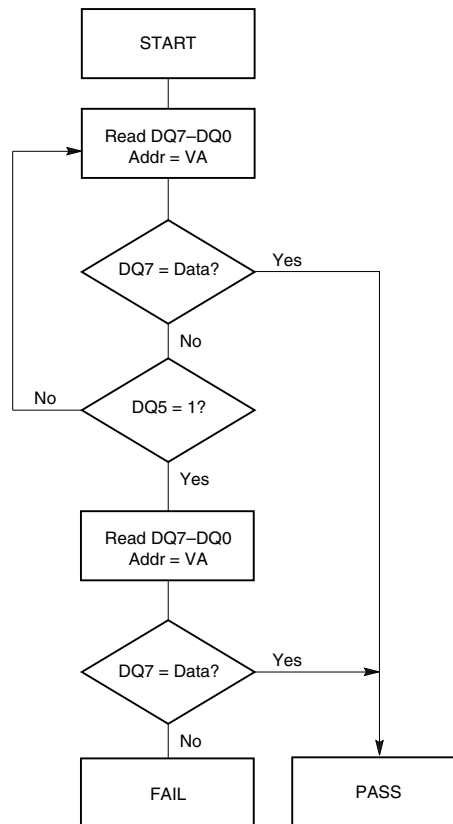 START
Read DQ7–DQ0
Addr = VA
DQ7 = Data?
Yes
No
No
DQ5 = 1?
Yes
Read DQ7–DQ0
Addr = VA
DQ7 = Data?
Yes
No
FAIL
PASS